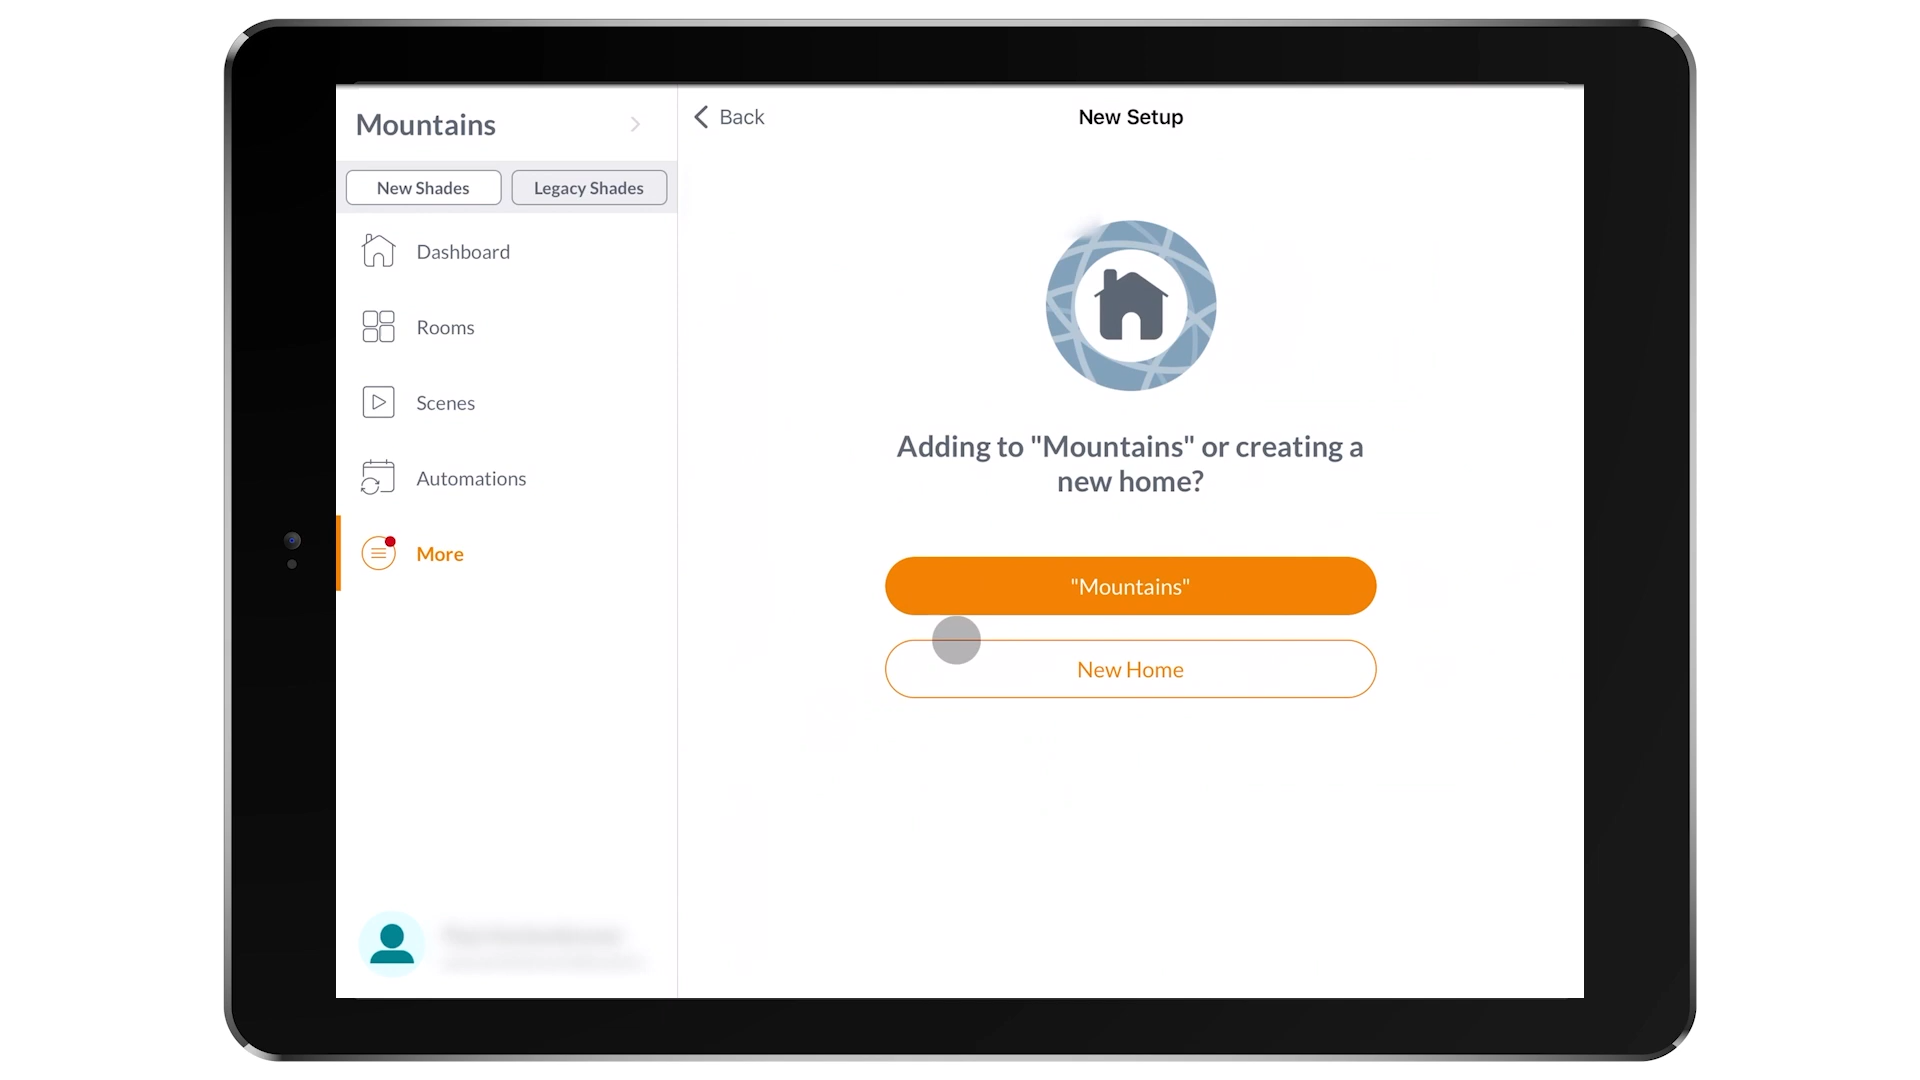 Mountains
New Shades
Legacy Shades
Dashboard
Rooms
Scenes
Automations
More
Back
New Setup
Adding to "Mountains" or creating a
new home?
"Mountains"
New Home